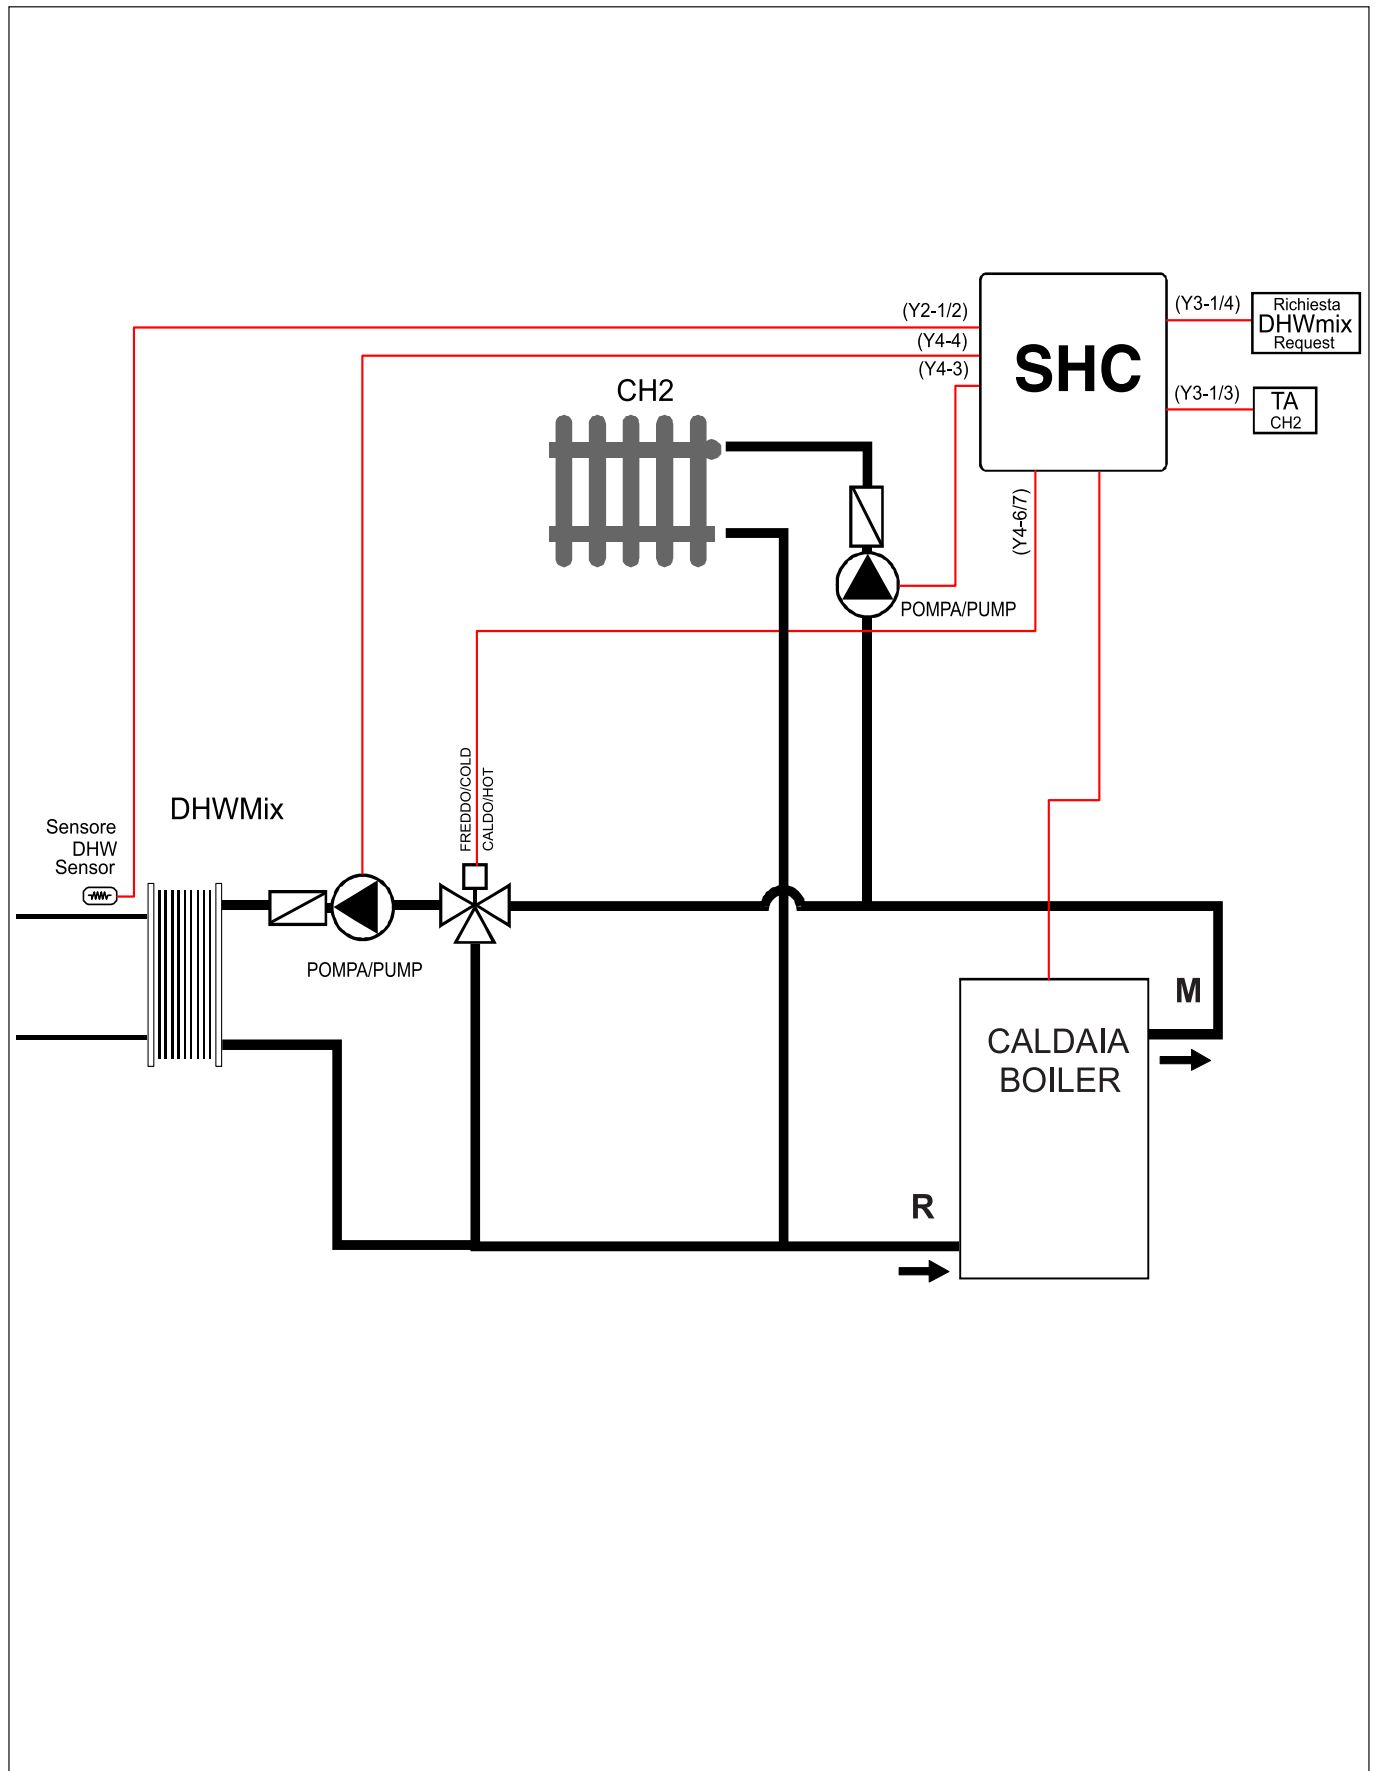 (Y2-1/2)
(Y4-4)
(Y4-3)
SHC
(Y3-1/4)
Richiesta
DHWmix
Request
(Y3-1/3)
TA
CH2
CH2
(Y4-6/7)
POMPA/PUMP
FREDDO/COLD
CALDO/HOT
DHWMix
Sensore
DHW
Sensor
POMPA/PUMP
M
CALDAIA
BOILER
R